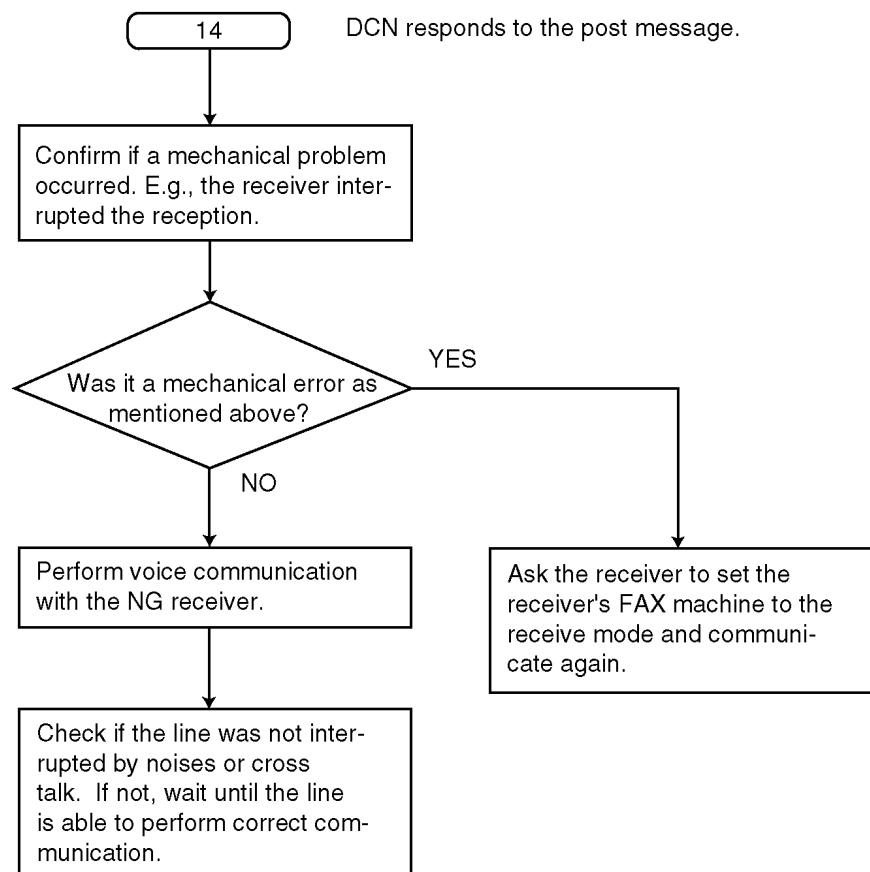 14
DCN responds to the post message.
Confirm if a mechanical problem
occurred. E.g., the receiver inter-
rupted the reception.
Was it a mechanical error as
mentioned above?
YES
NO
Perform voice communication
with the NG receiver.
Ask the receiver to set the
receiver's FAX machine to the
receive mode and communi-
cate again.
Check if the line was not inter-
rupted by noises or cross
talk.  If not, wait until the line
is able to perform correct com-
munication.